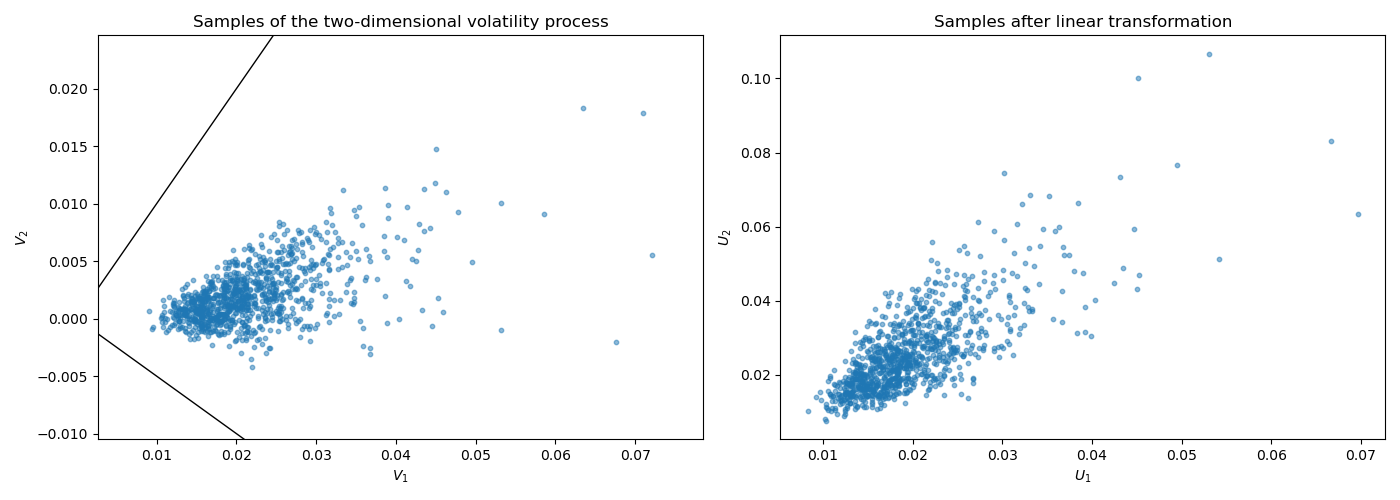 Samples of the two-dimensional volatility process
0.020
0.015
0.010
0.005
0.000
−0.005
−0.010
V₂
0.01 0.02 0.03 0.04 0.05 0.06 0.07
V₁
Samples after linear transformation
0.10
0.08
0.06
0.04
0.02
U₂
0.01 0.02 0.03 0.04 0.05 0.06 0.07
U₁